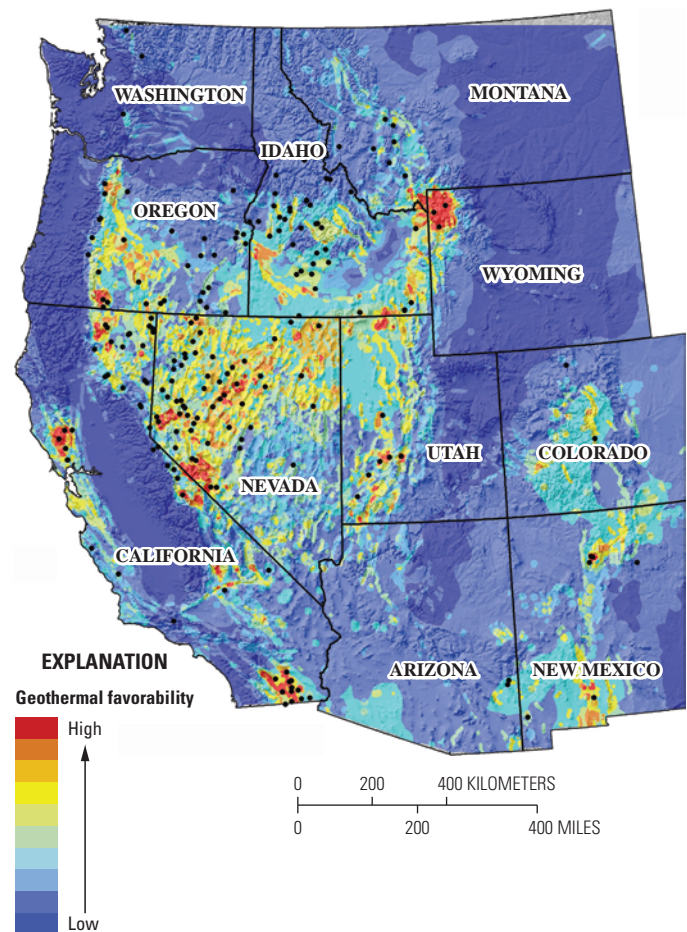 WASHINGTON
MONTANA
IDAHO
OREGON
WYOMING
UTAH
COLORADO
NEVADA
CALIFORNIA
ARIZONA
NEW MEXICO
EXPLANATION
Geothermal favorability
High
Low
0 200 400 KILOMETERS
0 200 400 MILES